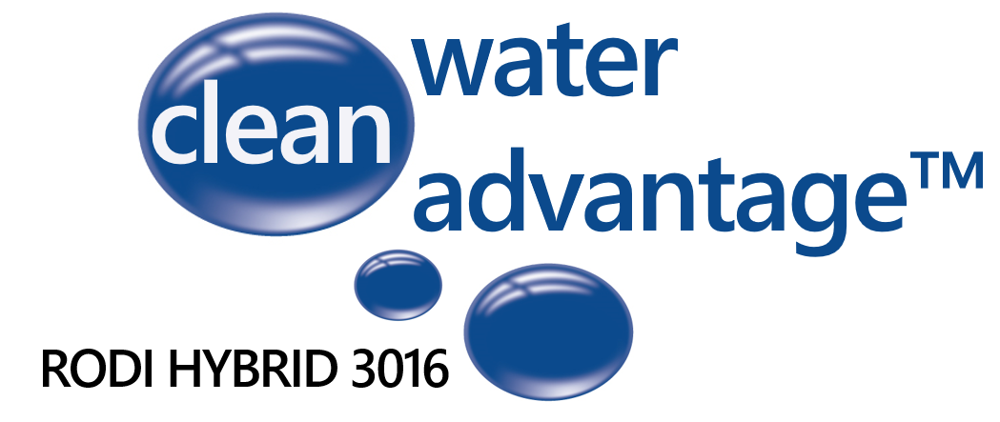 clean water
advantage™
RODI HYBRID 3016